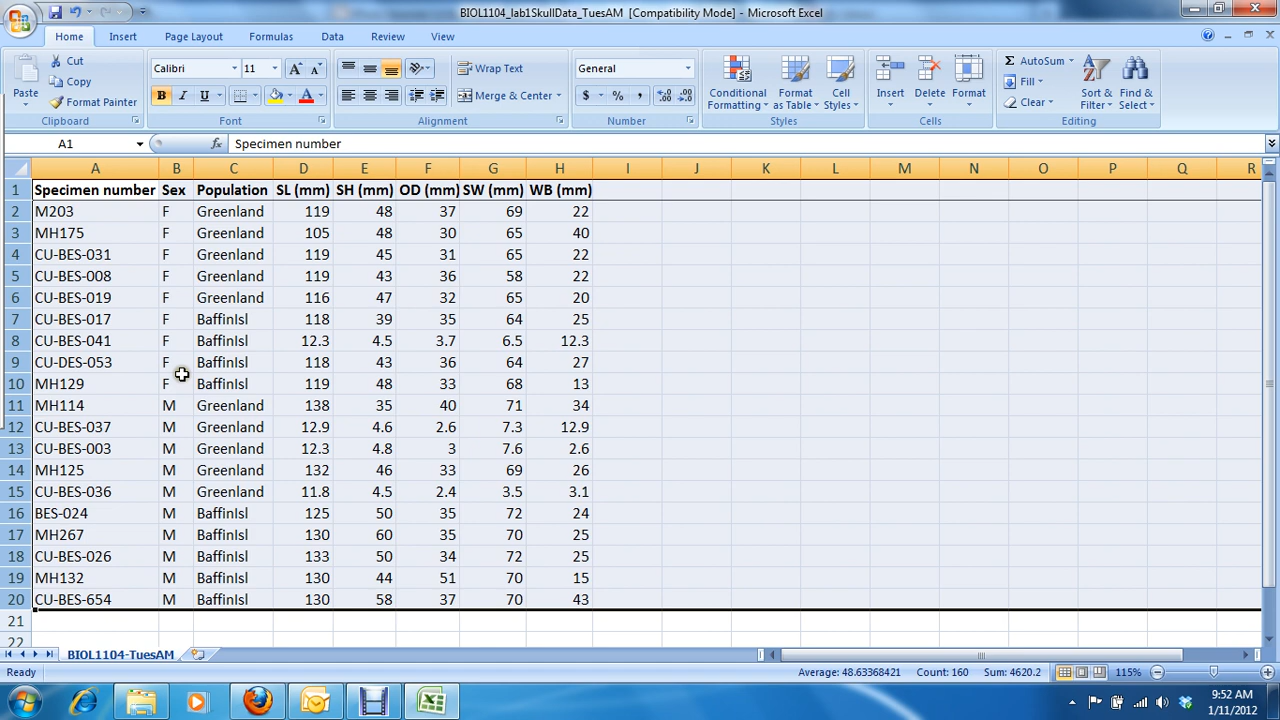 BIOL1104_lab1SkullData_TuesAM [Compatibility Mode] - Microsoft Excel
Home Insert Page Layout Formulas Data Review View
Paste Cut Copy Format Painter Clipboard
Calibri 11 B I U A A A Font
Wrap Text Merge & Center Alignment
General $ % , .0 .00 .00 .0 Number
Conditional Formatting Format as Table Cell Styles Styles
Insert Delete Format Cells
Σ AutoSum Fill Clear Sort & Filter Find & Select Editing
A1 fx Specimen number
A B C D E F G H I J K L M N O P Q R
1 Specimen number Sex Population SL (mm) SH (mm) OD (mm) SW (mm) WB (mm)
2 M203 F Greenland 119 48 37 69 22
3 MH175 F Greenland 105 48 30 65 40
4 CU-BES-031 F Greenland 119 45 31 65 22
5 CU-BES-008 F Greenland 119 43 36 58 22
6 CU-BES-019 F Greenland 116 47 32 65 20
7 CU-BES-017 F BaffinIsl 118 39 35 64 25
8 CU-BES-041 F BaffinIsl 12.3 4.5 3.7 6.5 12.3
9 CU-DES-053 F BaffinIsl 118 43 36 64 27
10 MH129 F BaffinIsl 119 48 33 68 13
11 MH114 M Greenland 138 35 40 71 34
12 CU-BES-037 M Greenland 12.9 4.6 2.6 7.3 12.9
13 CU-BES-003 M Greenland 12.3 4.8 3 7.6 2.6
14 MH125 M Greenland 132 46 33 69 26
15 CU-BES-036 M Greenland 11.8 4.5 2.4 3.5 3.1
16 BES-024 M BaffinIsl 125 50 35 72 24
17 MH267 M BaffinIsl 130 60 35 70 25
18 CU-BES-026 M BaffinIsl 133 50 34 72 25
19 MH132 M BaffinIsl 130 44 51 70 15
20 CU-BES-654 M BaffinIsl 130 58 37 70 43
21
22
BIOL1104-TuesAM
Ready Average: 48.63368421 Count: 160 Sum: 4620.2 115%
9:52 AM
1/11/2012